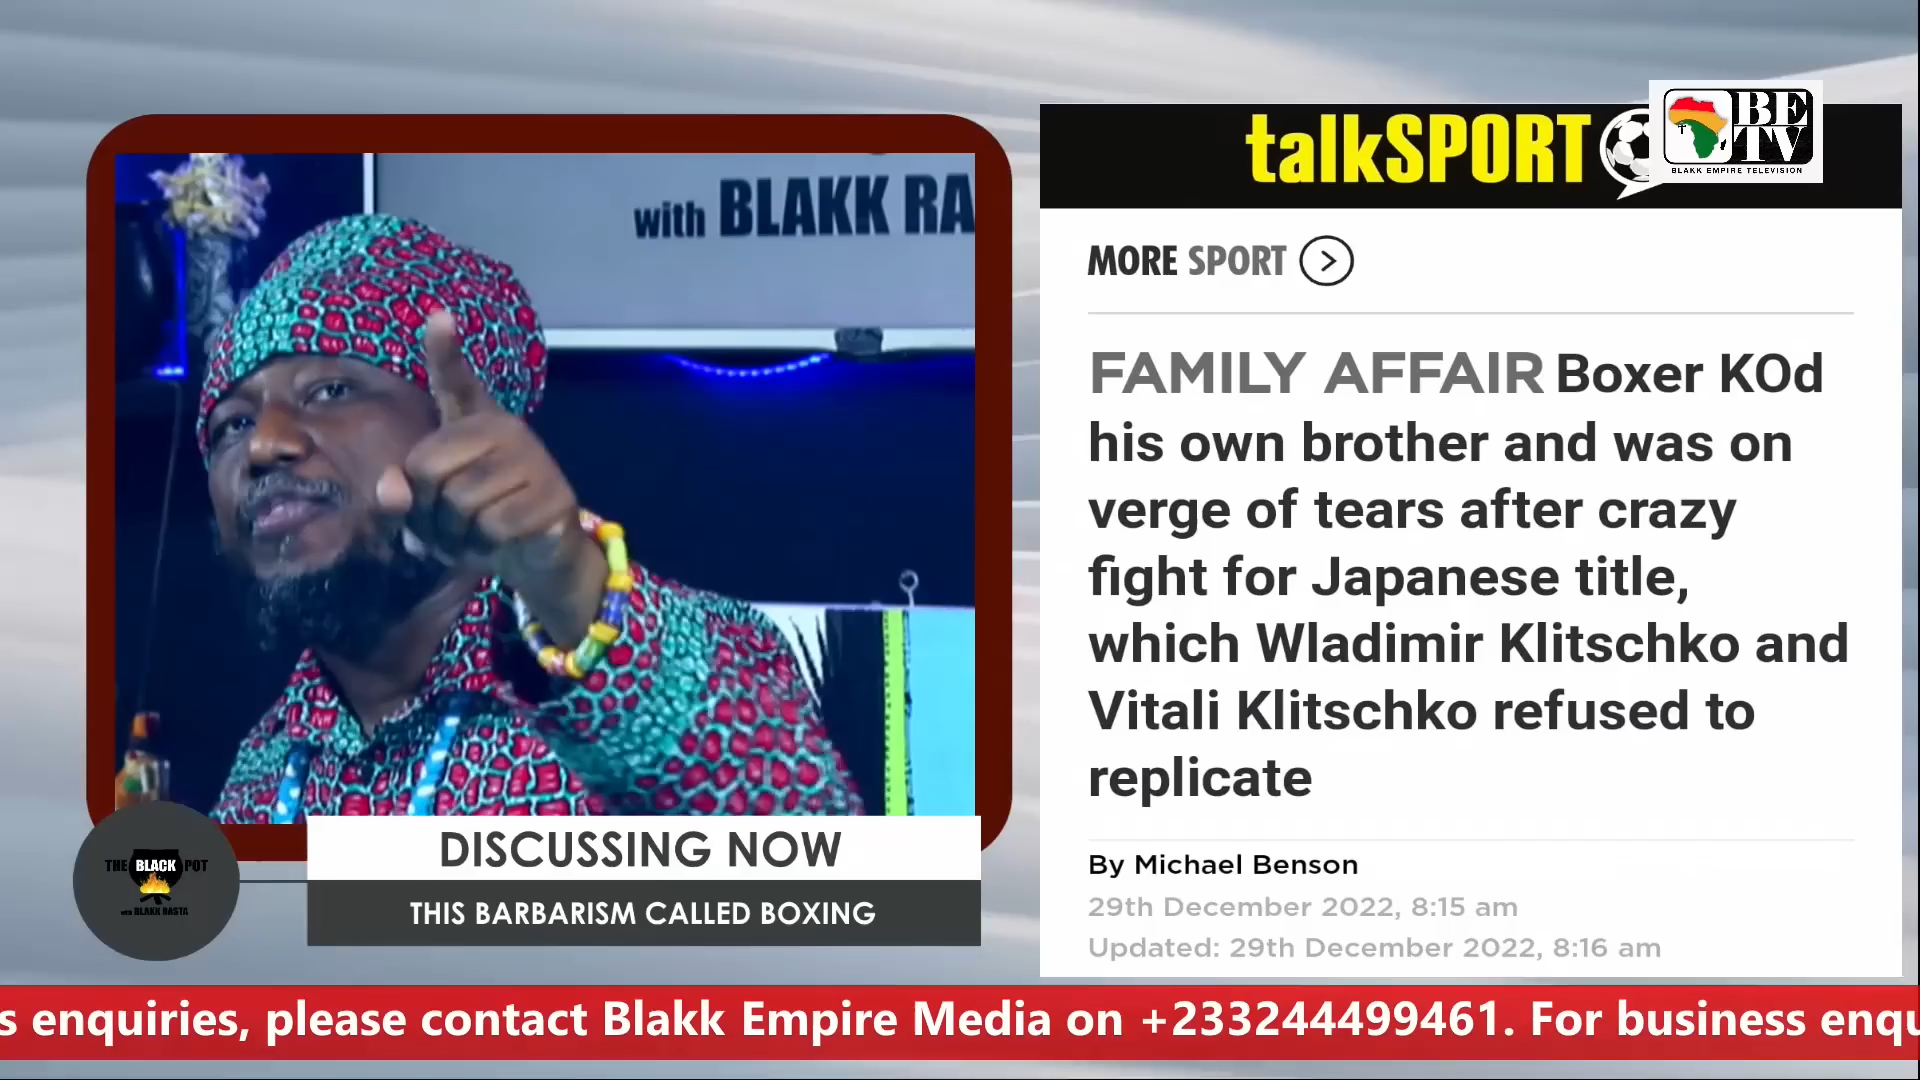 with BLAKK RA
talkSPORT
BE
TV
BLAKK EMPIRE TELEVISION
MORE SPORT
FAMILY AFFAIR Boxer KOd
his own brother and was on
verge of tears after crazy
fight for Japanese title,
which Wladimir Klitschko and
Vitali Klitschko refused to
replicate
By Michael Benson
29th December 2022, 8:15 am
Updated: 29th December 2022, 8:16 am
DISCUSSING NOW
THIS BARBARISM CALLED BOXING
THE BLACK POT
with BLAKK RASTA
s enquiries, please contact Blakk Empire Media on +233244499461. For business enqu